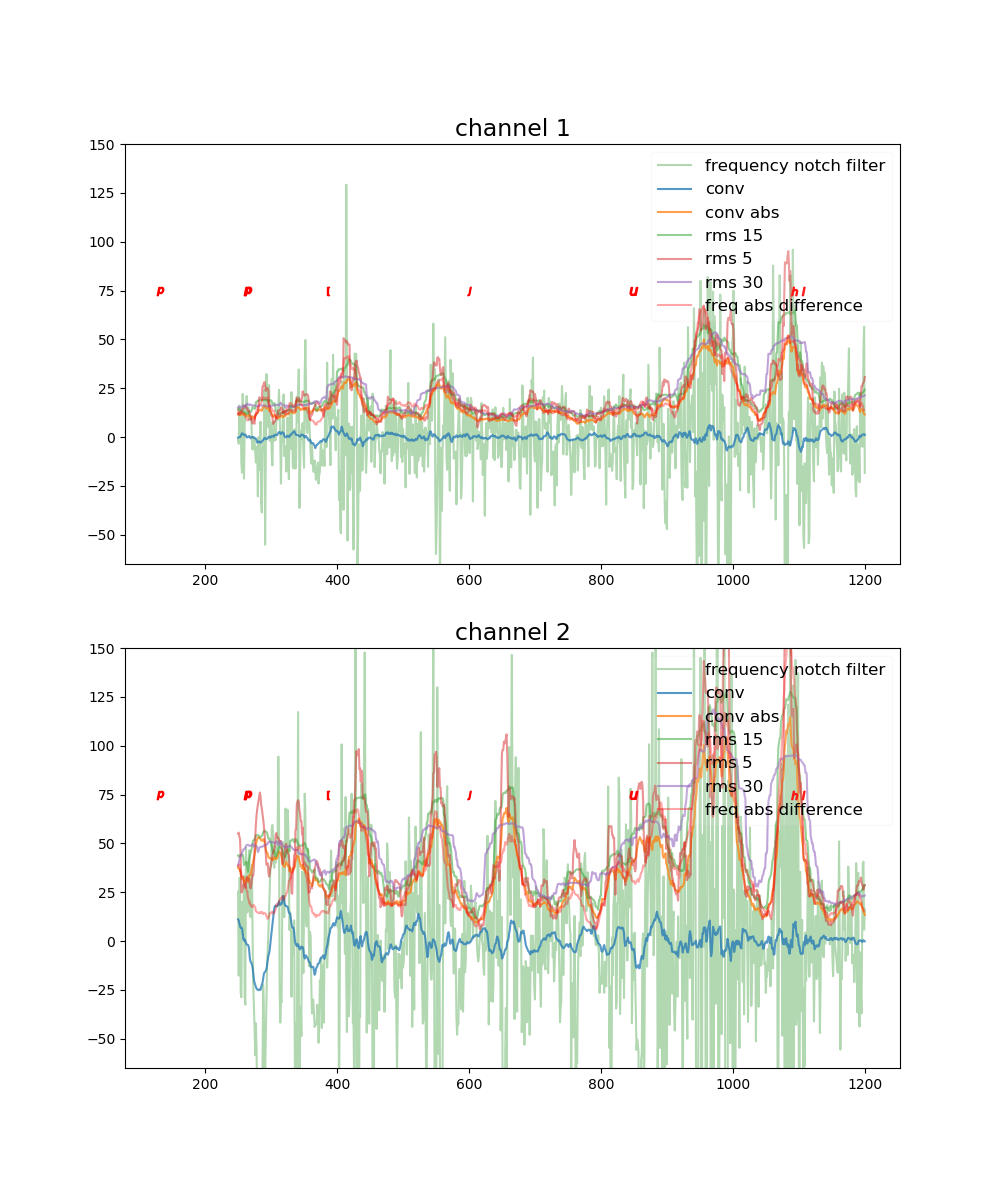 channel 1
150
125
100
75
50
25
0
−25
−50
frequency notch filter
conv
conv abs
rms 15
rms 5
rms 30
freq abs difference
p p ɪ J u h I
200 400 600 800 1000 1200
channel 2
150
125
100
75
50
25
0
−25
−50
frequency notch filter
conv
conv abs
rms 15
rms 5
rms 30
freq abs difference
p p ɪ J u h I
200 400 600 800 1000 1200